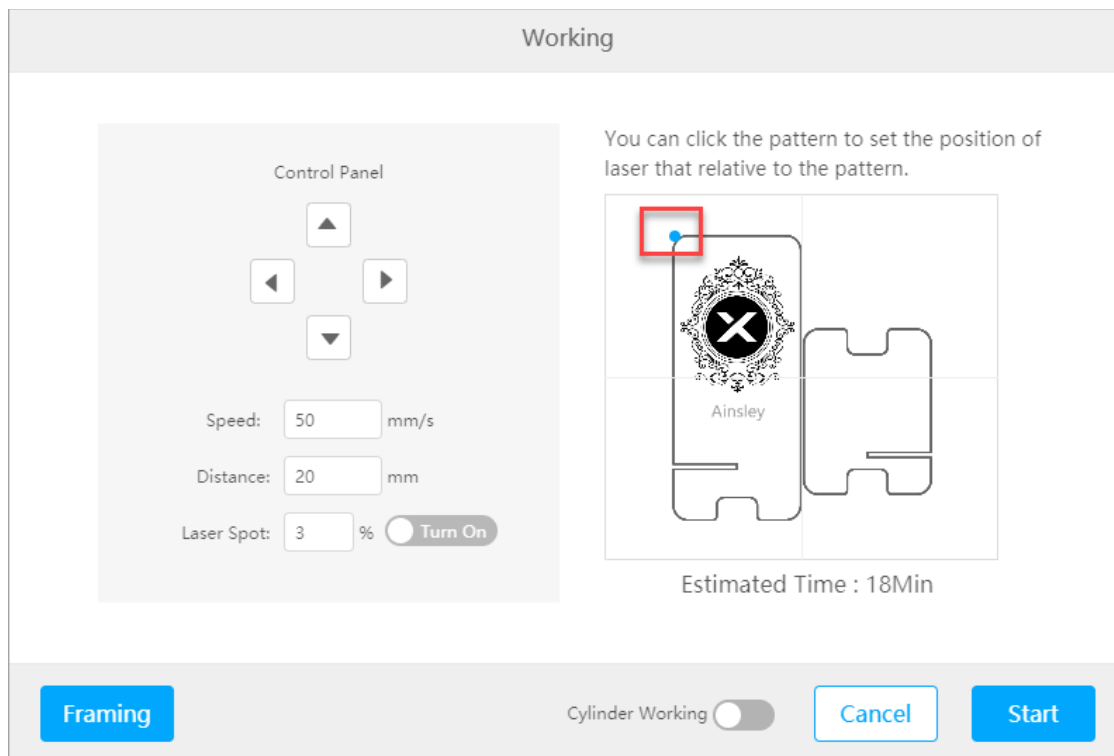 Working
Control Panel
Speed: 50 mm/s
Distance: 20 mm
Laser Spot: 3 % Turn On
You can click the pattern to set the position of
laser that relative to the pattern.
Ainsley
Estimated Time : 18Min
Framing
Cylinder Working
Cancel
Start